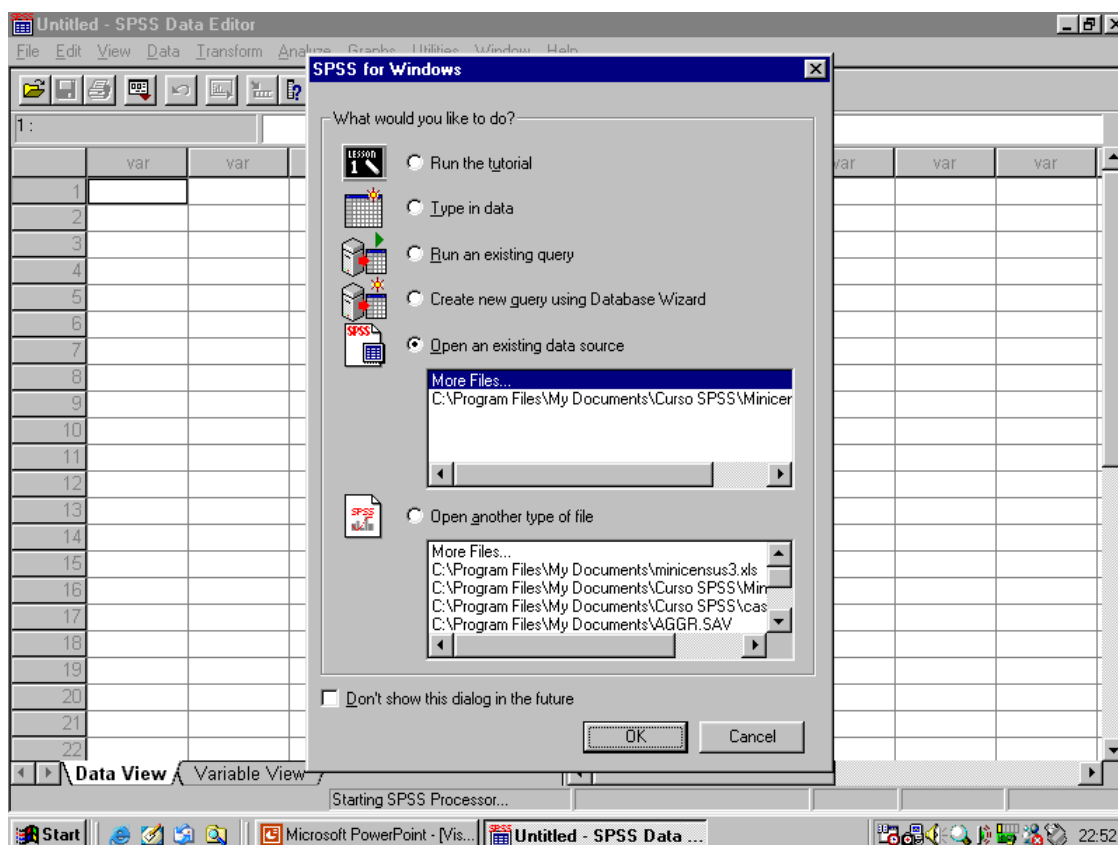 Untitled - SPSS Data Editor
File Edit View Data Transform Analyze Graphs Utilities Window Help
SPSS for Windows
1 :
What would you like to do?
var var var var var
LESSON
1
Run the tutorial
Type in data
Run an existing query
Create new query using Database Wizard
SPSS
Open an existing data source
More Files...
C:\Program Files\My Documents\Curso SPSS\Minicer
SPSS
Open another type of file
More Files...
C:\Program Files\My Documents\minicensus3.xls
C:\Program Files\My Documents\Curso SPSS\Min
C:\Program Files\My Documents\Curso SPSS\cas
C:\Program Files\My Documents\AGGR.SAV
Don't show this dialog in the future
OK Cancel
1
2
3
4
5
6
7
8
9
10
11
12
13
14
15
16
17
18
19
20
21
22
Data View Variable View
Starting SPSS Processor...
Start Microsoft PowerPoint - [Vis... Untitled - SPSS Data ... 22:52